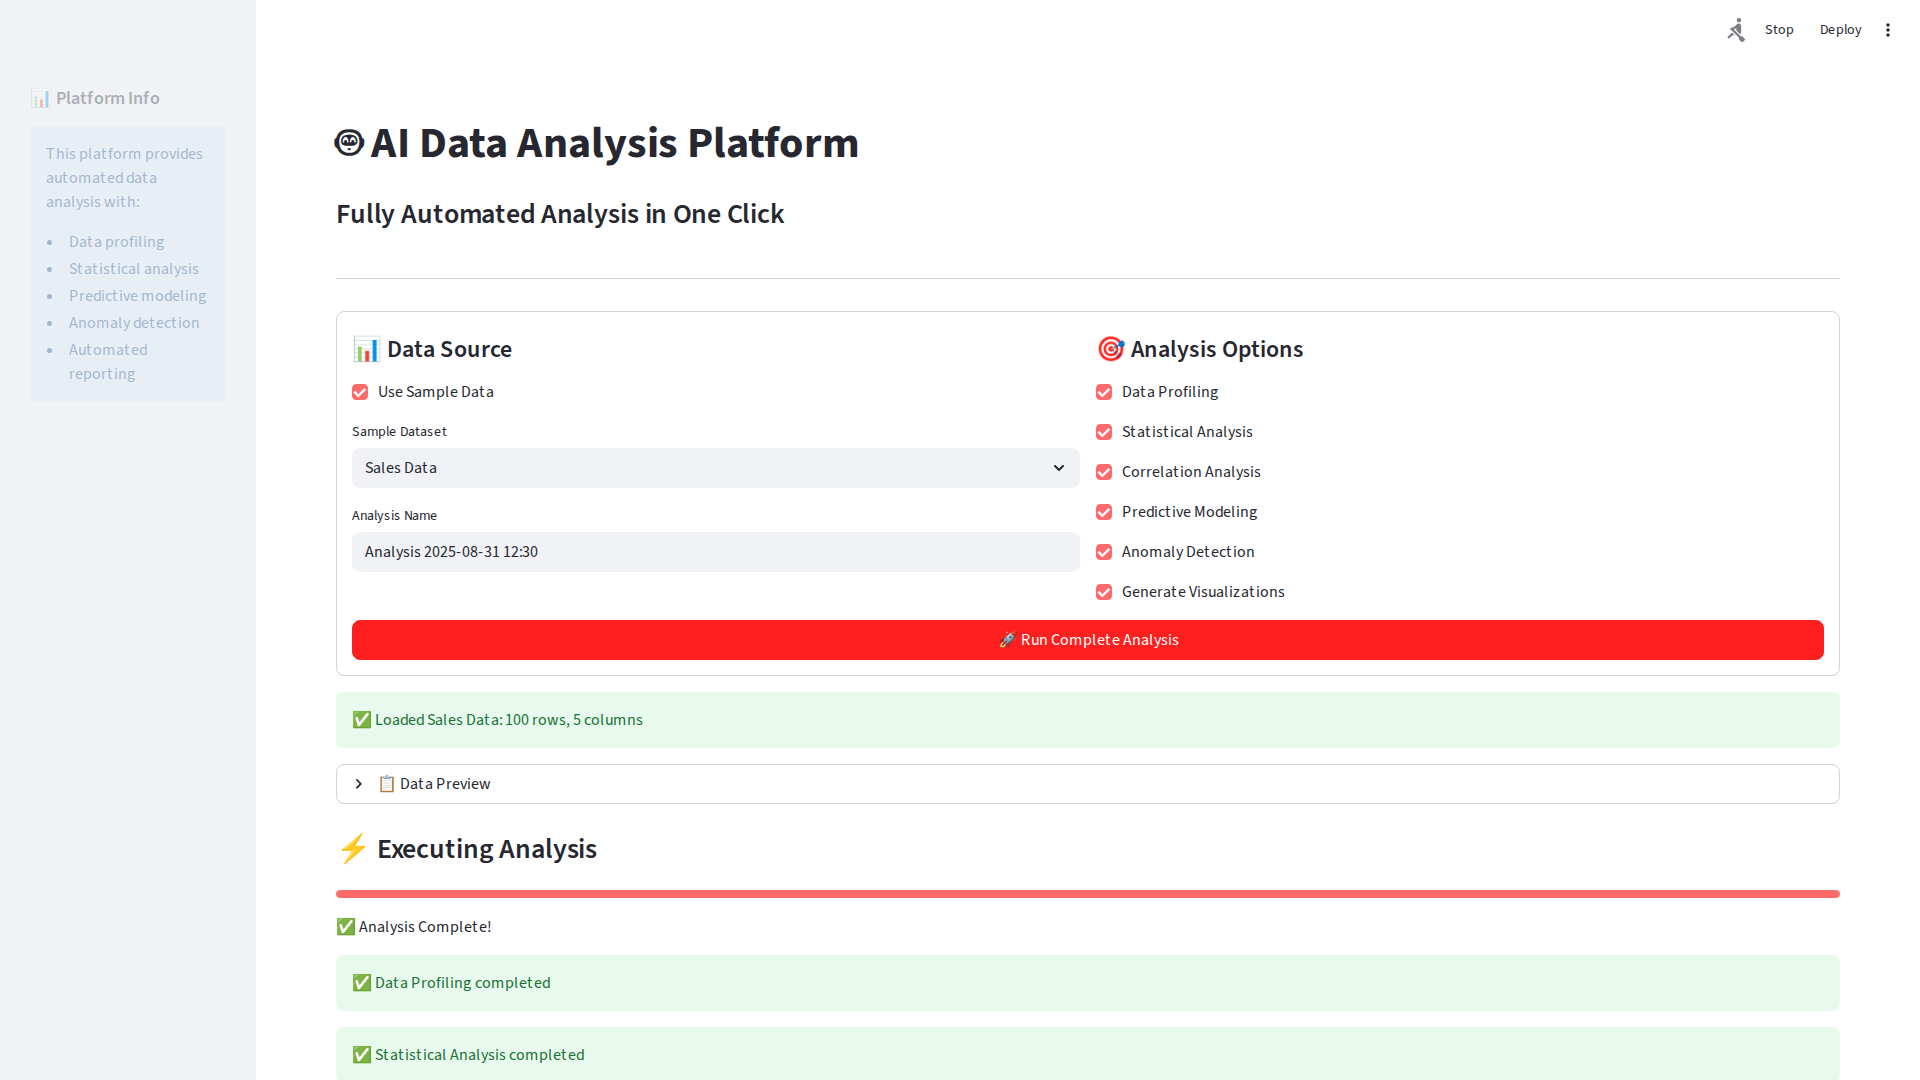 Stop
Deploy
📊 Platform Info
This platform provides
automated data
analysis with:
• Data profiling
• Statistical analysis
• Predictive modeling
• Anomaly detection
• Automated
reporting
AI Data Analysis Platform
Fully Automated Analysis in One Click
📊 Data Source
Use Sample Data
Sample Dataset
Sales Data
Analysis Name
Analysis 2025-08-31 12:30
🎯 Analysis Options
Data Profiling
Statistical Analysis
Correlation Analysis
Predictive Modeling
Anomaly Detection
Generate Visualizations
🚀 Run Complete Analysis
✅ Loaded Sales Data: 100 rows, 5 columns
📋 Data Preview
⚡ Executing Analysis
✅ Analysis Complete!
✅ Data Profiling completed
✅ Statistical Analysis completed